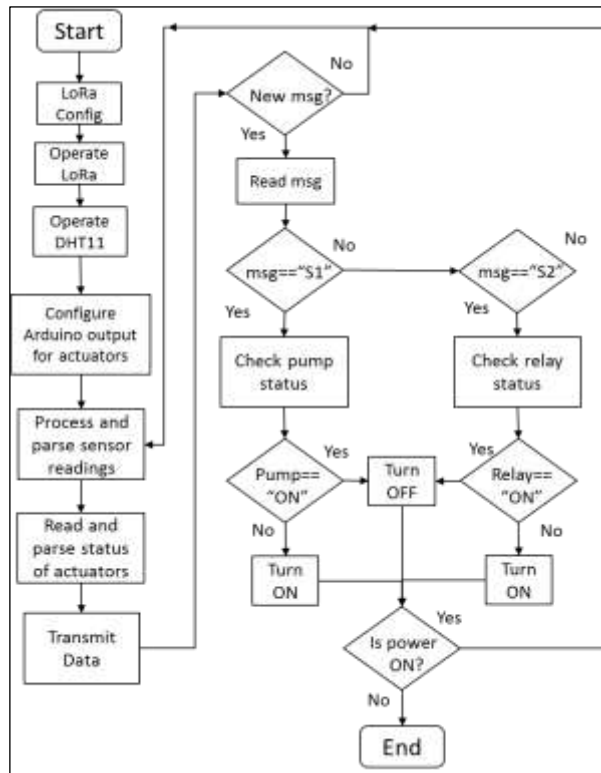 Start
LoRa
Config
Operate
LoRa
Operate
DHT11
Configure
Arduino output
for actuators
Process and
parse sensor
readings
Read and
parse status
of actuators
Transmit
Data
New msg?
No
Yes
Read msg
msg=="S1"
No
Yes
msg=="S2"
No
Yes
Check pump
status
Check relay
status
Pump==
"ON"
Yes
No
Turn
OFF
Relay==
"ON"
Yes
No
Turn
ON
Turn
ON
Is power
ON?
Yes
No
End